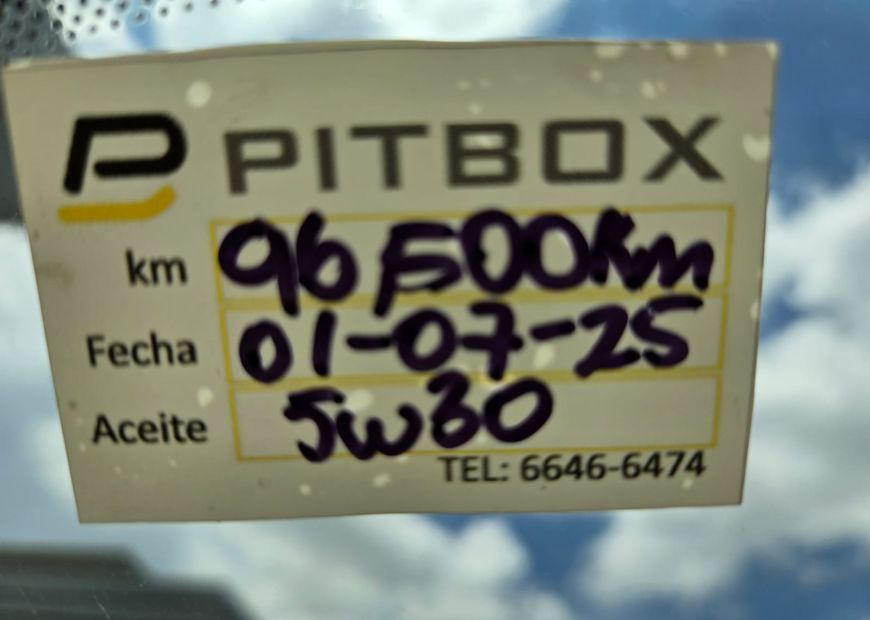 PITBOX
km 96500km
Fecha 01-07-25
Aceite 5W30
TEL: 6646-6474